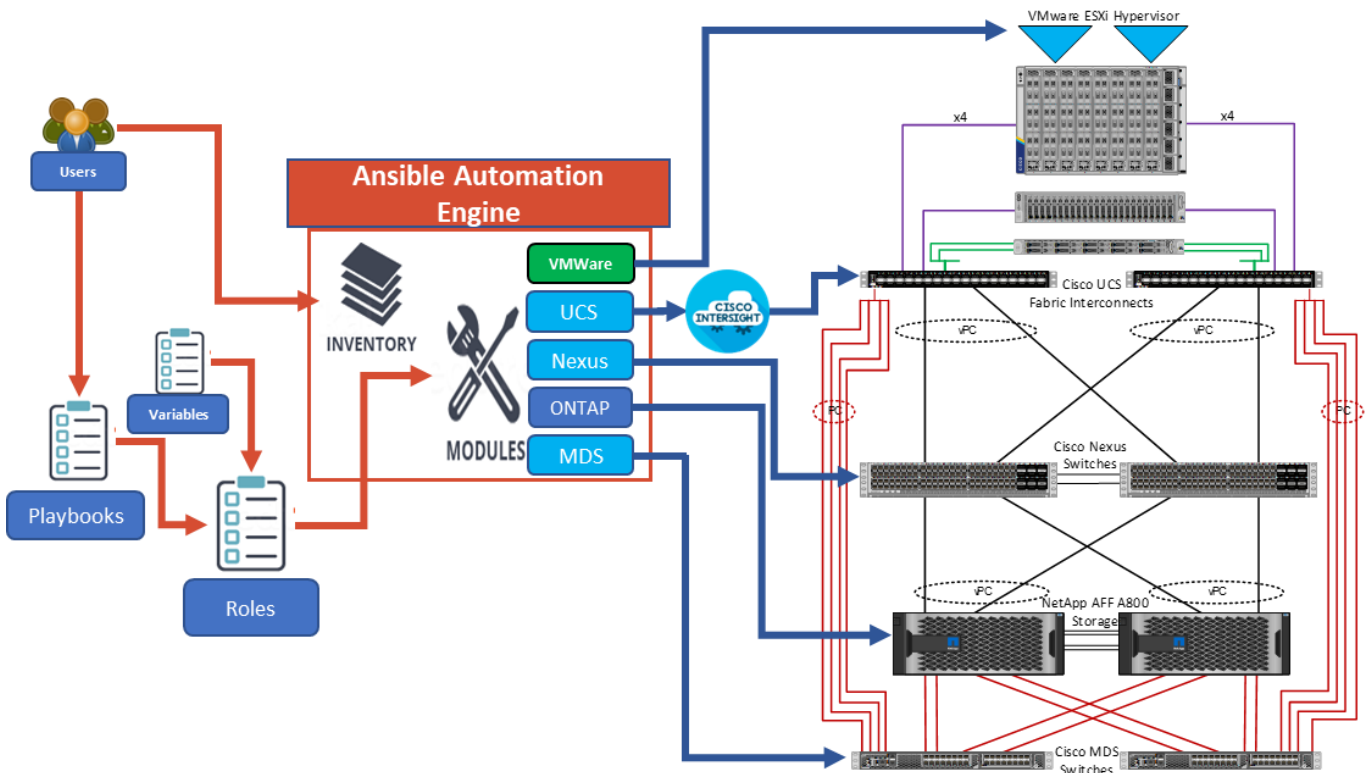 VMware ESXi Hypervisor
x4
x4
Users
Ansible Automation
Engine
VMWare
UCS
CISCO
INTERSIGHT
Cisco UCS
Fabric Interconnects
vPC
vPC
INVENTORY
Nexus
Variables
ONTAP
PC
PC
MODULES
MDS
Cisco Nexus
Switches
Playbooks
Roles
vPC
vPC
NetApp AFF A800
Storage
Cisco MDS
Switches